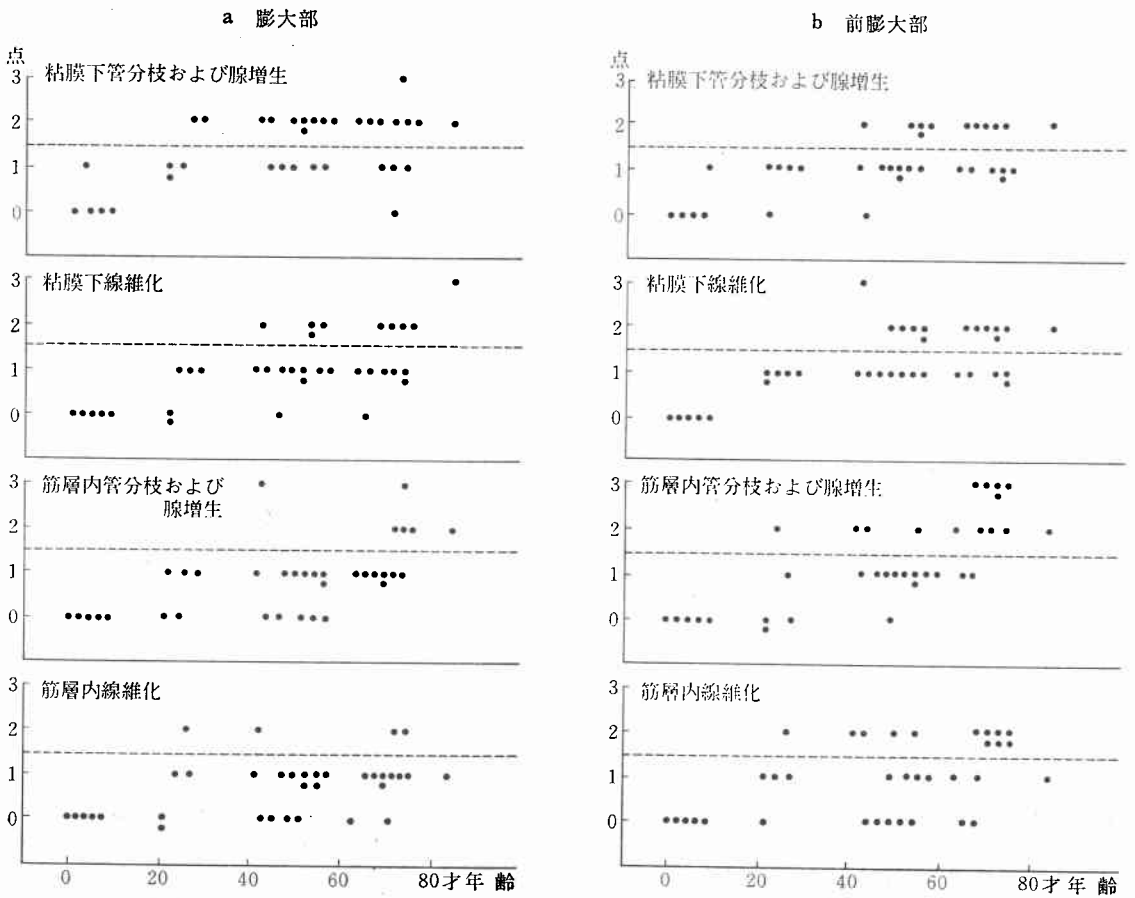 a 膨大部
点
3 粘膜下管分枝および腺増生
2
1
0
3 粘膜下線維化
2
1
0
3 筋層内管分枝および
腺増生
2
1
0
3 筋層内線維化
2
1
0
0 20 40 60 80才年齢
b 前膨大部
点
3 粘膜下管分枝および腺増生
2
1
0
3 粘膜下線維化
2
1
0
3 筋層内管分枝および腺増生
2
1
0
3 筋層内線維化
2
1
0
0 20 40 60 80才年齢